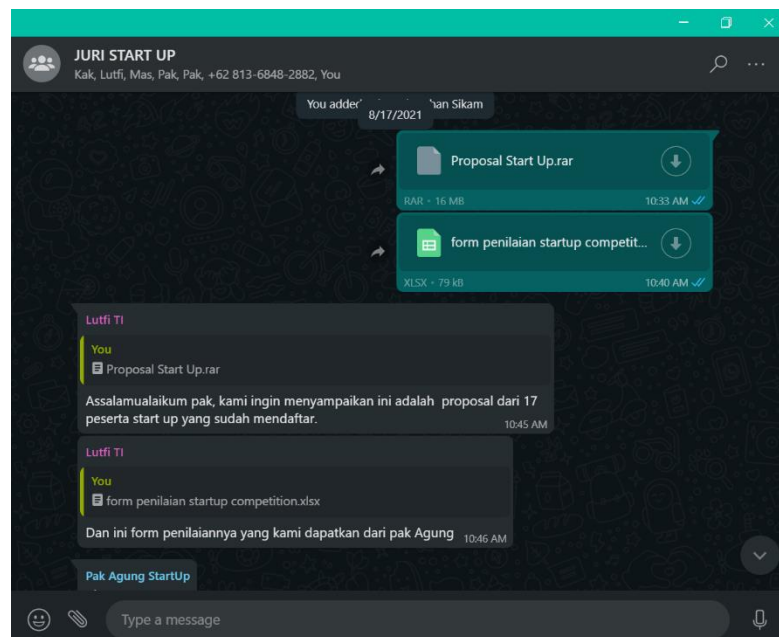 JURI START UP
Kak, Lutfi, Mas, Pak, Pak, +62 813-6848-2882, You
You added han Sikam
8/17/2021
Proposal Start Up.rar
RAR • 16 MB 10:33 AM
form penilaian startup competit...
XLSX • 79 kB 10:40 AM
Lutfi TI
You
Proposal Start Up.rar
Assalamualaikum pak, kami ingin menyampaikan ini adalah proposal dari 17
peserta start up yang sudah mendaftar.
10:45 AM
Lutfi TI
You
form penilaian startup competition.xlsx
Dan ini form penilaiannya yang kami dapatkan dari pak Agung 10:46 AM
Pak Agung StartUp
Type a message